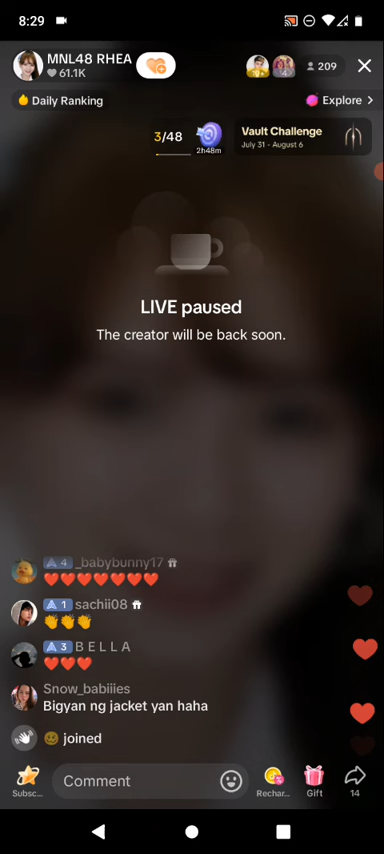 8:29
MNL48 RHEA
61.1K
4
209
Daily Ranking
Explore
3/48
2h48m
Vault Challenge
July 31 - August 6
LIVE paused
The creator will be back soon.
4 _babybunny17
❤️❤️❤️❤️❤️❤️❤️
1 sachii08
👏👏👏
3 B E L L A
❤️❤️❤️
Snow_babiiies
Bigyan ng jacket yan haha
🥴 joined
Subsc...
Comment
Rechar...
Gift
14